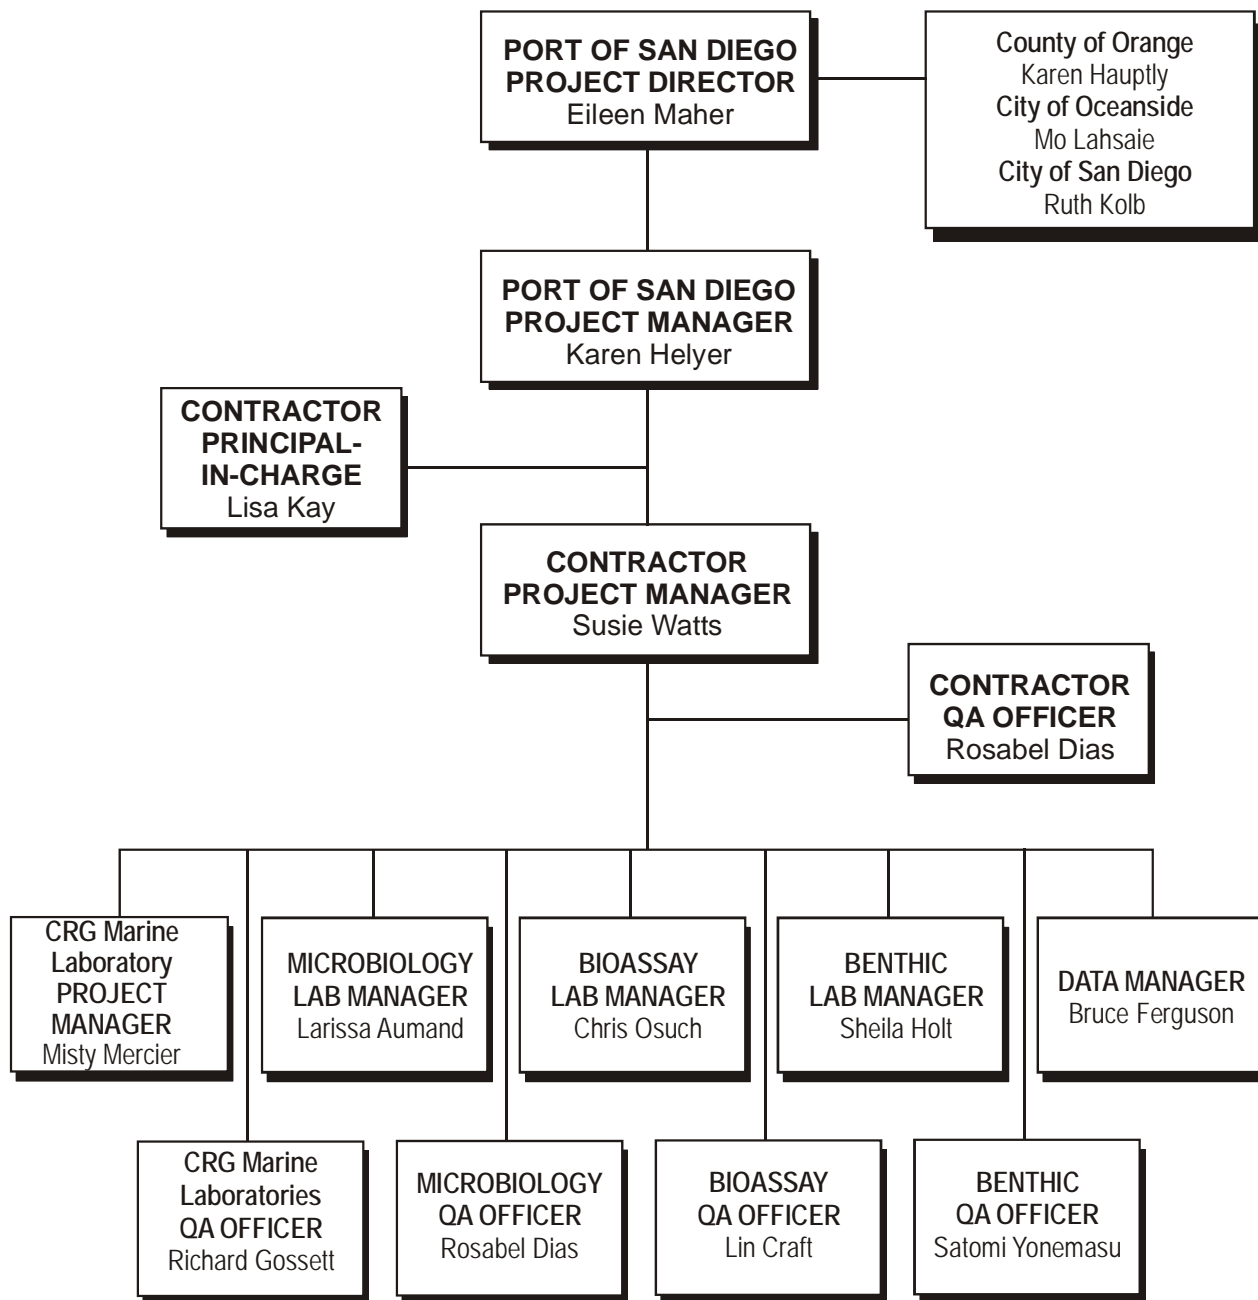 PORT OF SAN DIEGO
PROJECT DIRECTOR
Eileen Maher
County of Orange
Karen Hauptly
City of Oceanside
Mo Lahsaie
City of San Diego
Ruth Kolb
PORT OF SAN DIEGO
PROJECT MANAGER
Karen Helyer
CONTRACTOR
PRINCIPAL-
IN-CHARGE
Lisa Kay
CONTRACTOR
PROJECT MANAGER
Susie Watts
CONTRACTOR
QA OFFICER
Rosabel Dias
CRG Marine
Laboratory
PROJECT
MANAGER
Misty Mercier
MICROBIOLOGY
LAB MANAGER
Larissa Aumand
BIOASSAY
LAB MANAGER
Chris Osuch
BENTHIC
LAB MANAGER
Sheila Holt
DATA MANAGER
Bruce Ferguson
CRG Marine
Laboratories
QA OFFICER
Richard Gossett
MICROBIOLOGY
QA OFFICER
Rosabel Dias
BIOASSAY
QA OFFICER
Lin Craft
BENTHIC
QA OFFICER
Satomi Yonemasu